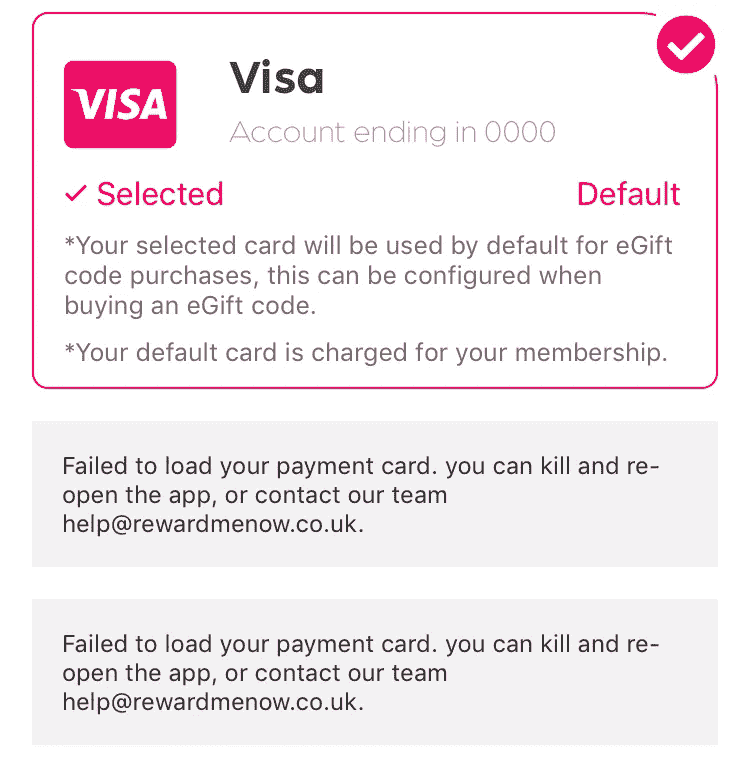 VISA
Visa
Account ending in 0000
✓ Selected
Default
*Your selected card will be used by default for eGift
code purchases, this can be configured when
buying an eGift code.
*Your default card is charged for your membership.
Failed to load your payment card. you can kill and re-
open the app, or contact our team
help@rewardmenow.co.uk.
Failed to load your payment card. you can kill and re-
open the app, or contact our team
help@rewardmenow.co.uk.